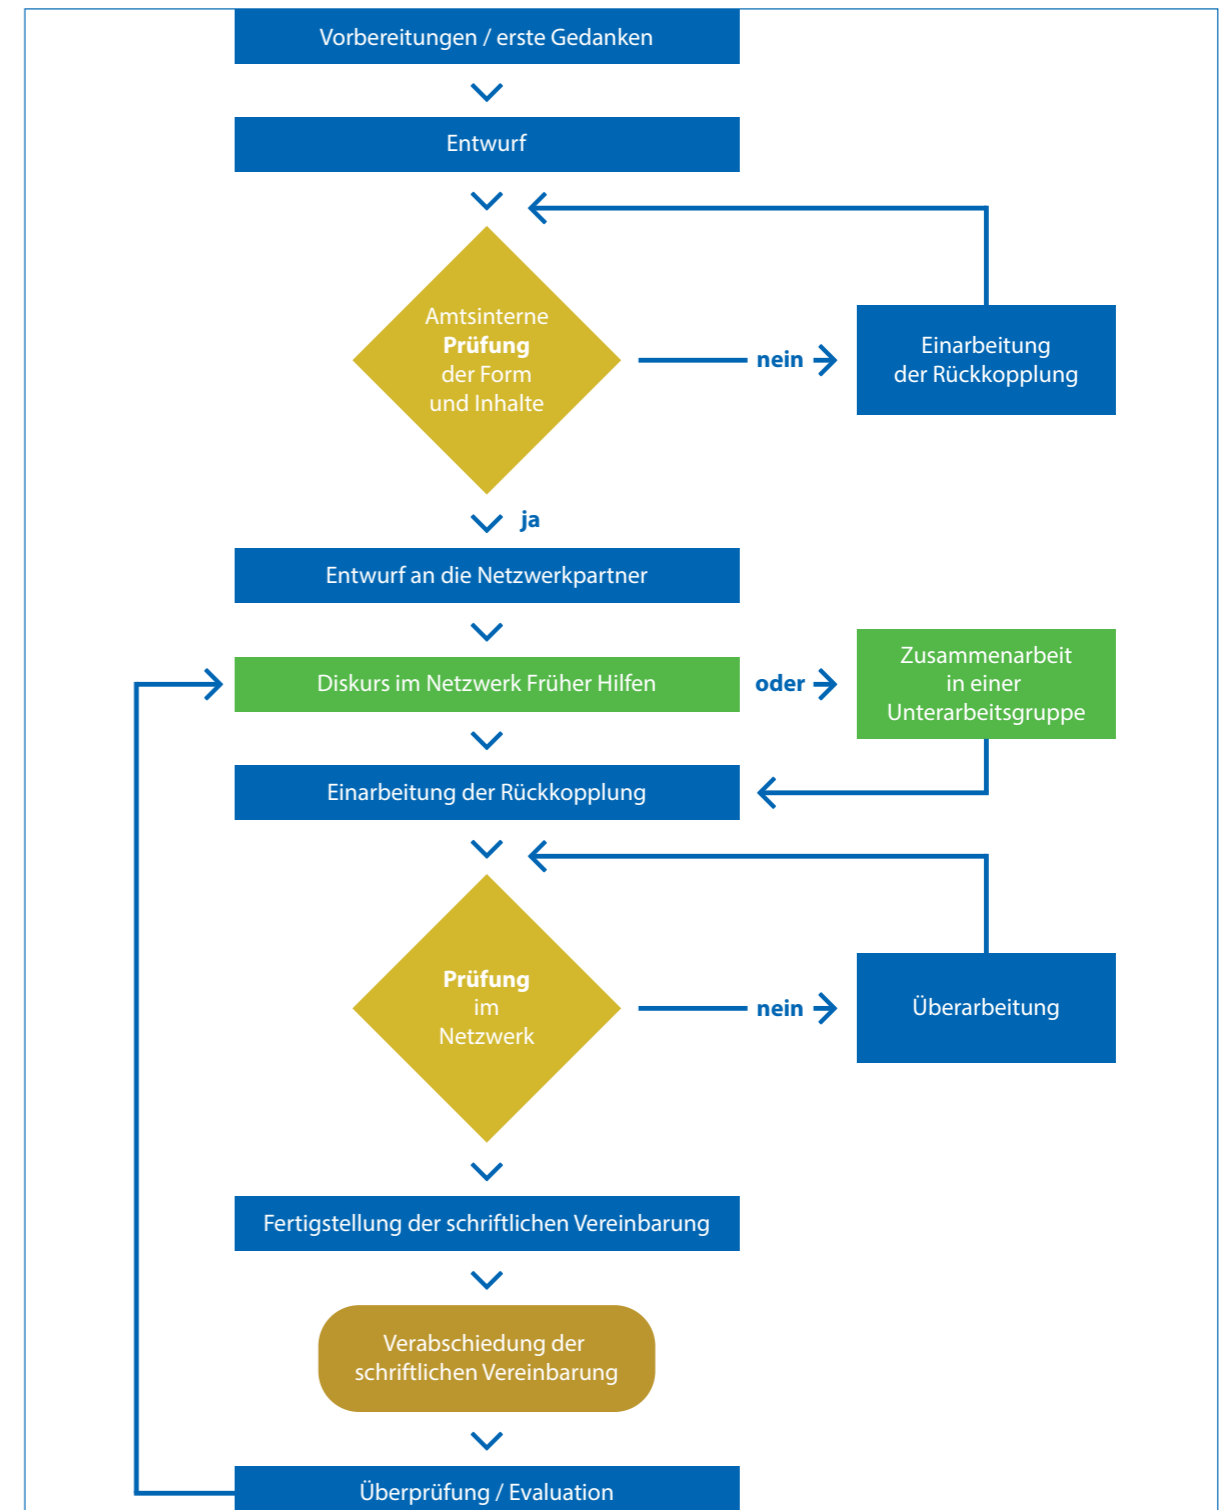 Vorbereitungen / erste Gedanken
Entwurf
Amtsinterne
Prüfung
der Form
und Inhalte
nein
Einarbeitung
der Rückkopplung
ja
Entwurf an die Netzwerkpartner
Diskurs im Netzwerk Früher Hilfen
oder
Zusammenarbeit
in einer
Unterarbeitsgruppe
Einarbeitung der Rückkopplung
Prüfung
im
Netzwerk
nein
Überarbeitung
Fertigstellung der schriftlichen Vereinbarung
Verabschiedung der
schriftlichen Vereinbarung
Überprüfung / Evaluation